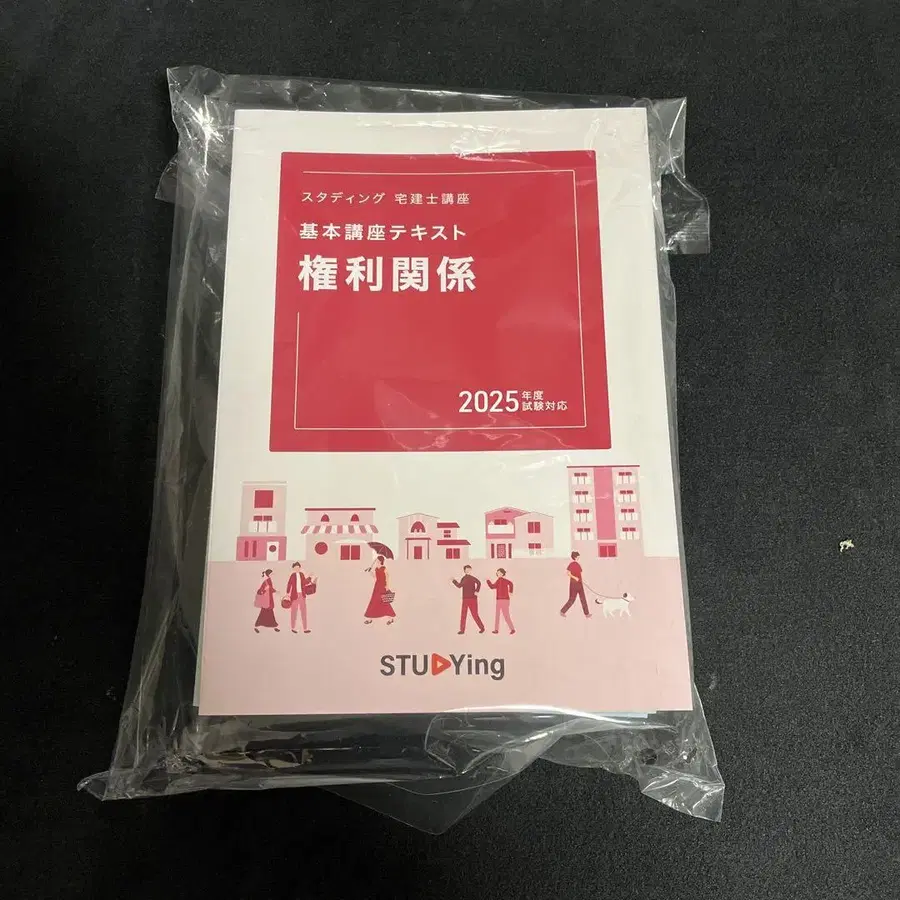 スタディング 宅建士講座
基本講座テキスト
権利関係
2025年度試験対応
STUDYing